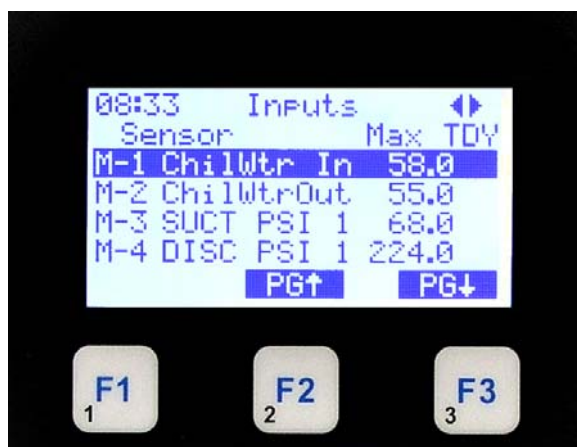 08:33 Inputs
Sensor Max TDY
M-1 ChilWtr In 58.0
M-2 ChilWtrOut 55.0
M-3 SUCT PSI 1 68.0
M-4 DISC PSI 1 224.0
PG↑ PG↓
F1 F2 F3
1 2 3